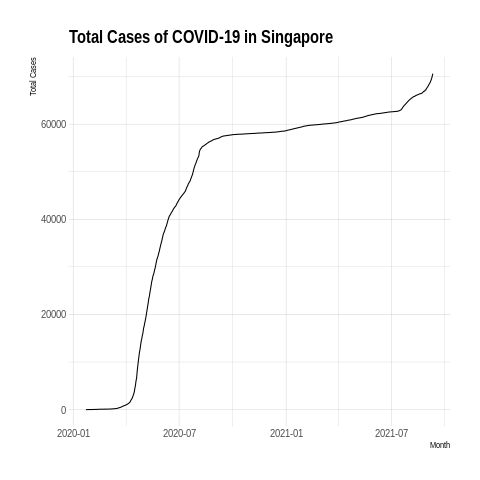 Total Cases of COVID-19 in Singapore
Total Cases
60000
40000
20000
0
2020-01 2020-07 2021-01 2021-07
Month